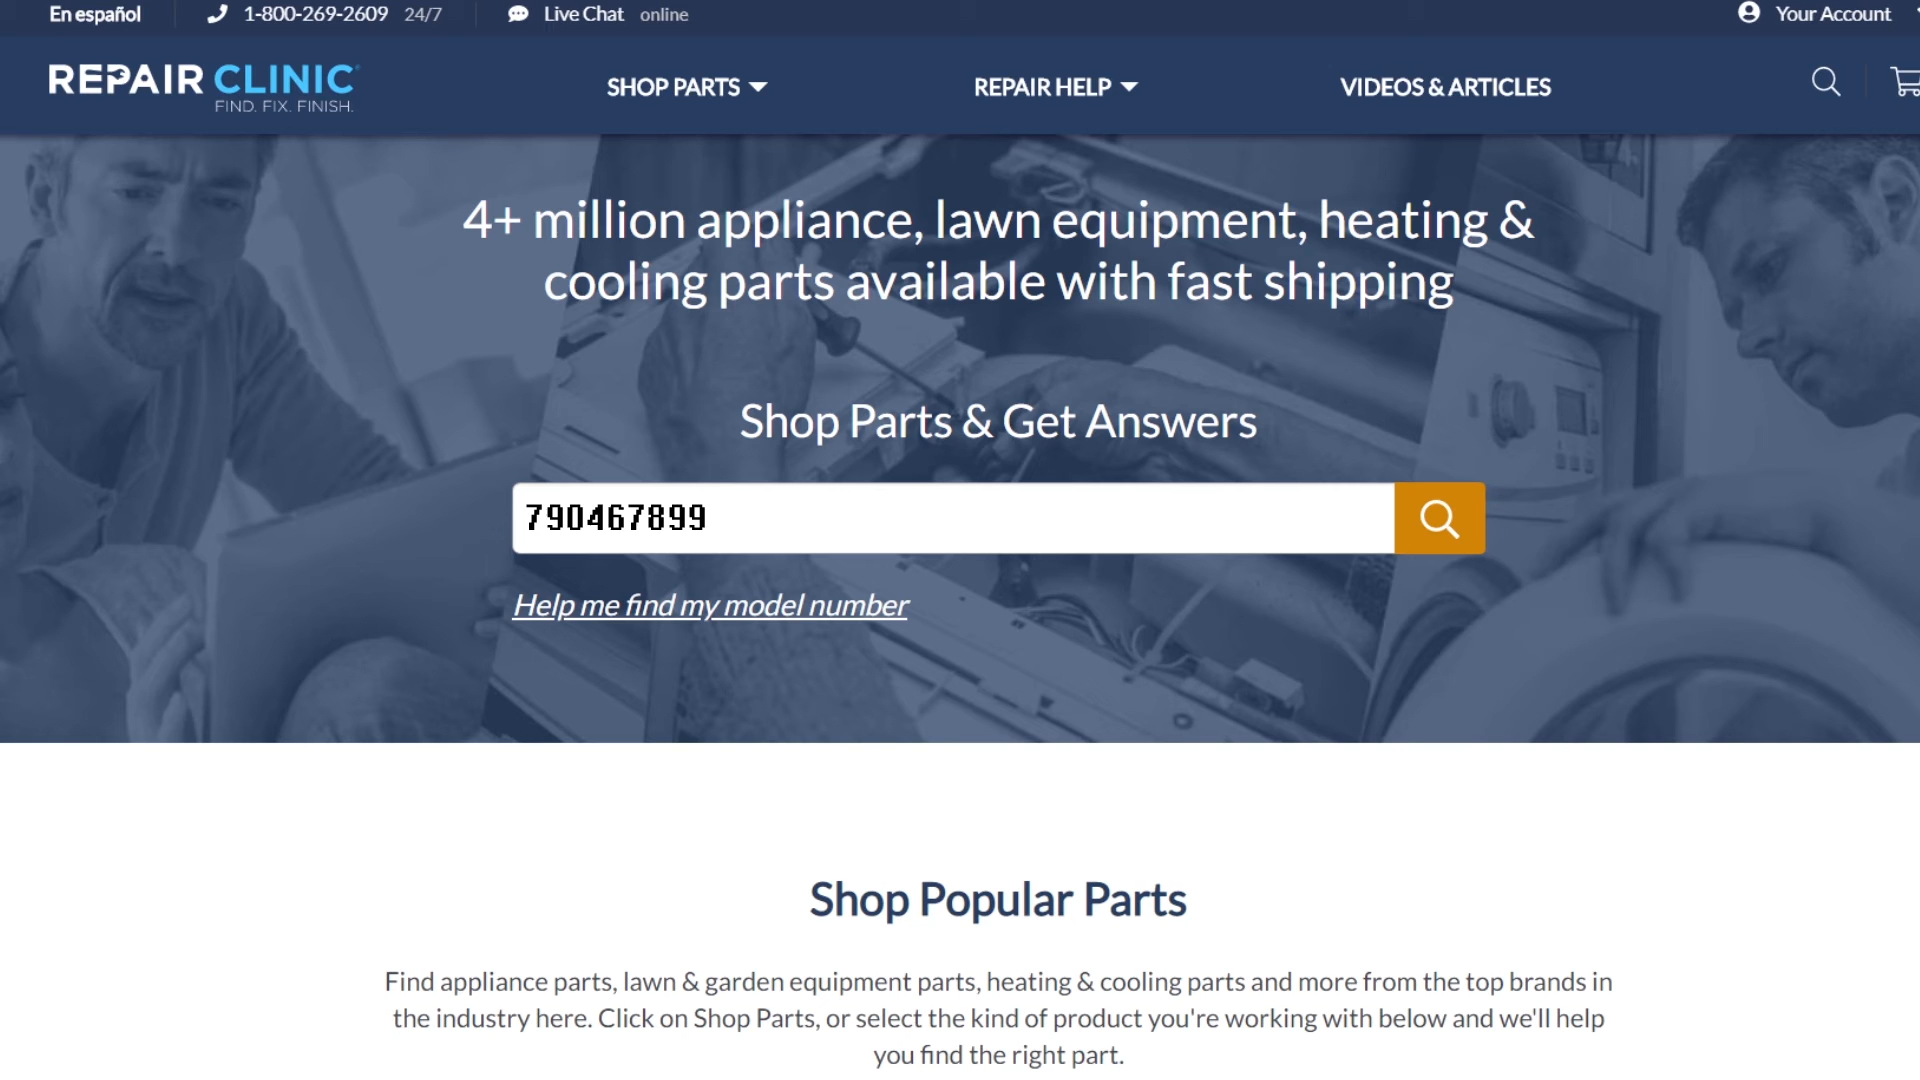 En español 1-800-269-2609 24/7 Live Chat online Your Account
REPAIR CLINIC
FIND. FIX. FINISH.
SHOP PARTS REPAIR HELP VIDEOS & ARTICLES
4+ million appliance, lawn equipment, heating &
cooling parts available with fast shipping
Shop Parts & Get Answers
790467899
Help me find my model number
Shop Popular Parts
Find appliance parts, lawn & garden equipment parts, heating & cooling parts and more from the top brands in
the industry here. Click on Shop Parts, or select the kind of product you're working with below and we'll help
you find the right part.